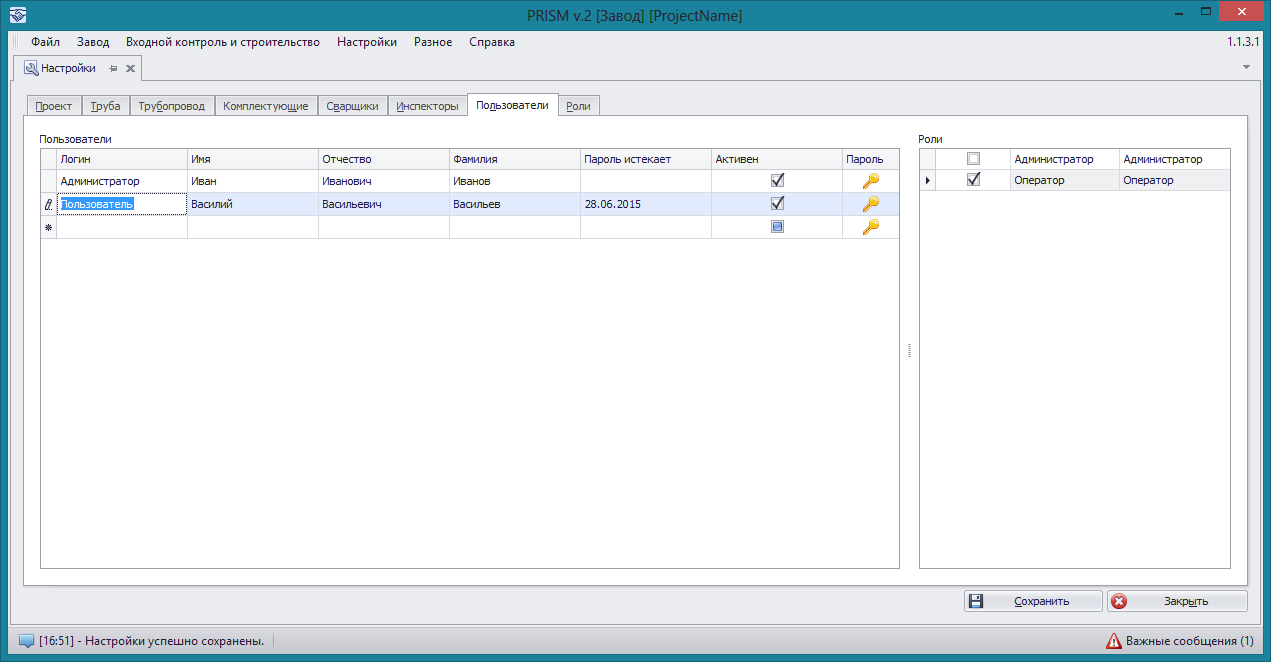 PRISM v.2 [Завод] [ProjectName]
Файл Завод Входной контроль и строительство Настройки Разное Справка 1.1.3.1
Настройки
Проект Труба Трубопровод Комплектующие Сварщики Инспекторы Пользователи Роли
Пользователи Роли
Логин Имя Отчество Фамилия Пароль истекает Активен Пароль Администратор Администратор
Администратор Иван Иванович Иванов Оператор Оператор
Пользователь Василий Васильевич Васильев 28.06.2015
Сохранить Закрыть
[16:51] - Настройки успешно сохранены. Важные сообщения (1)